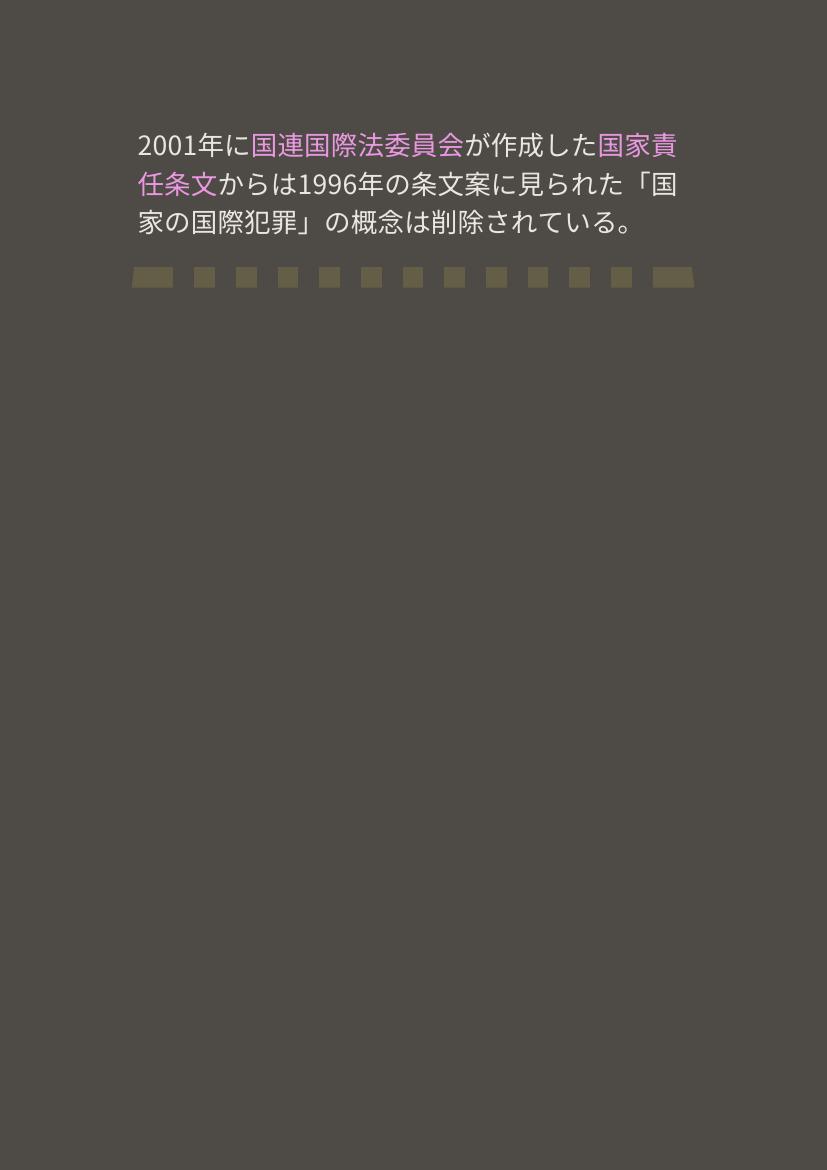 2001年に国連国際法委員会が作成した国家責
任条文からは1996年の条文案に見られた「国
家の国際犯罪」の概念は削除されている。